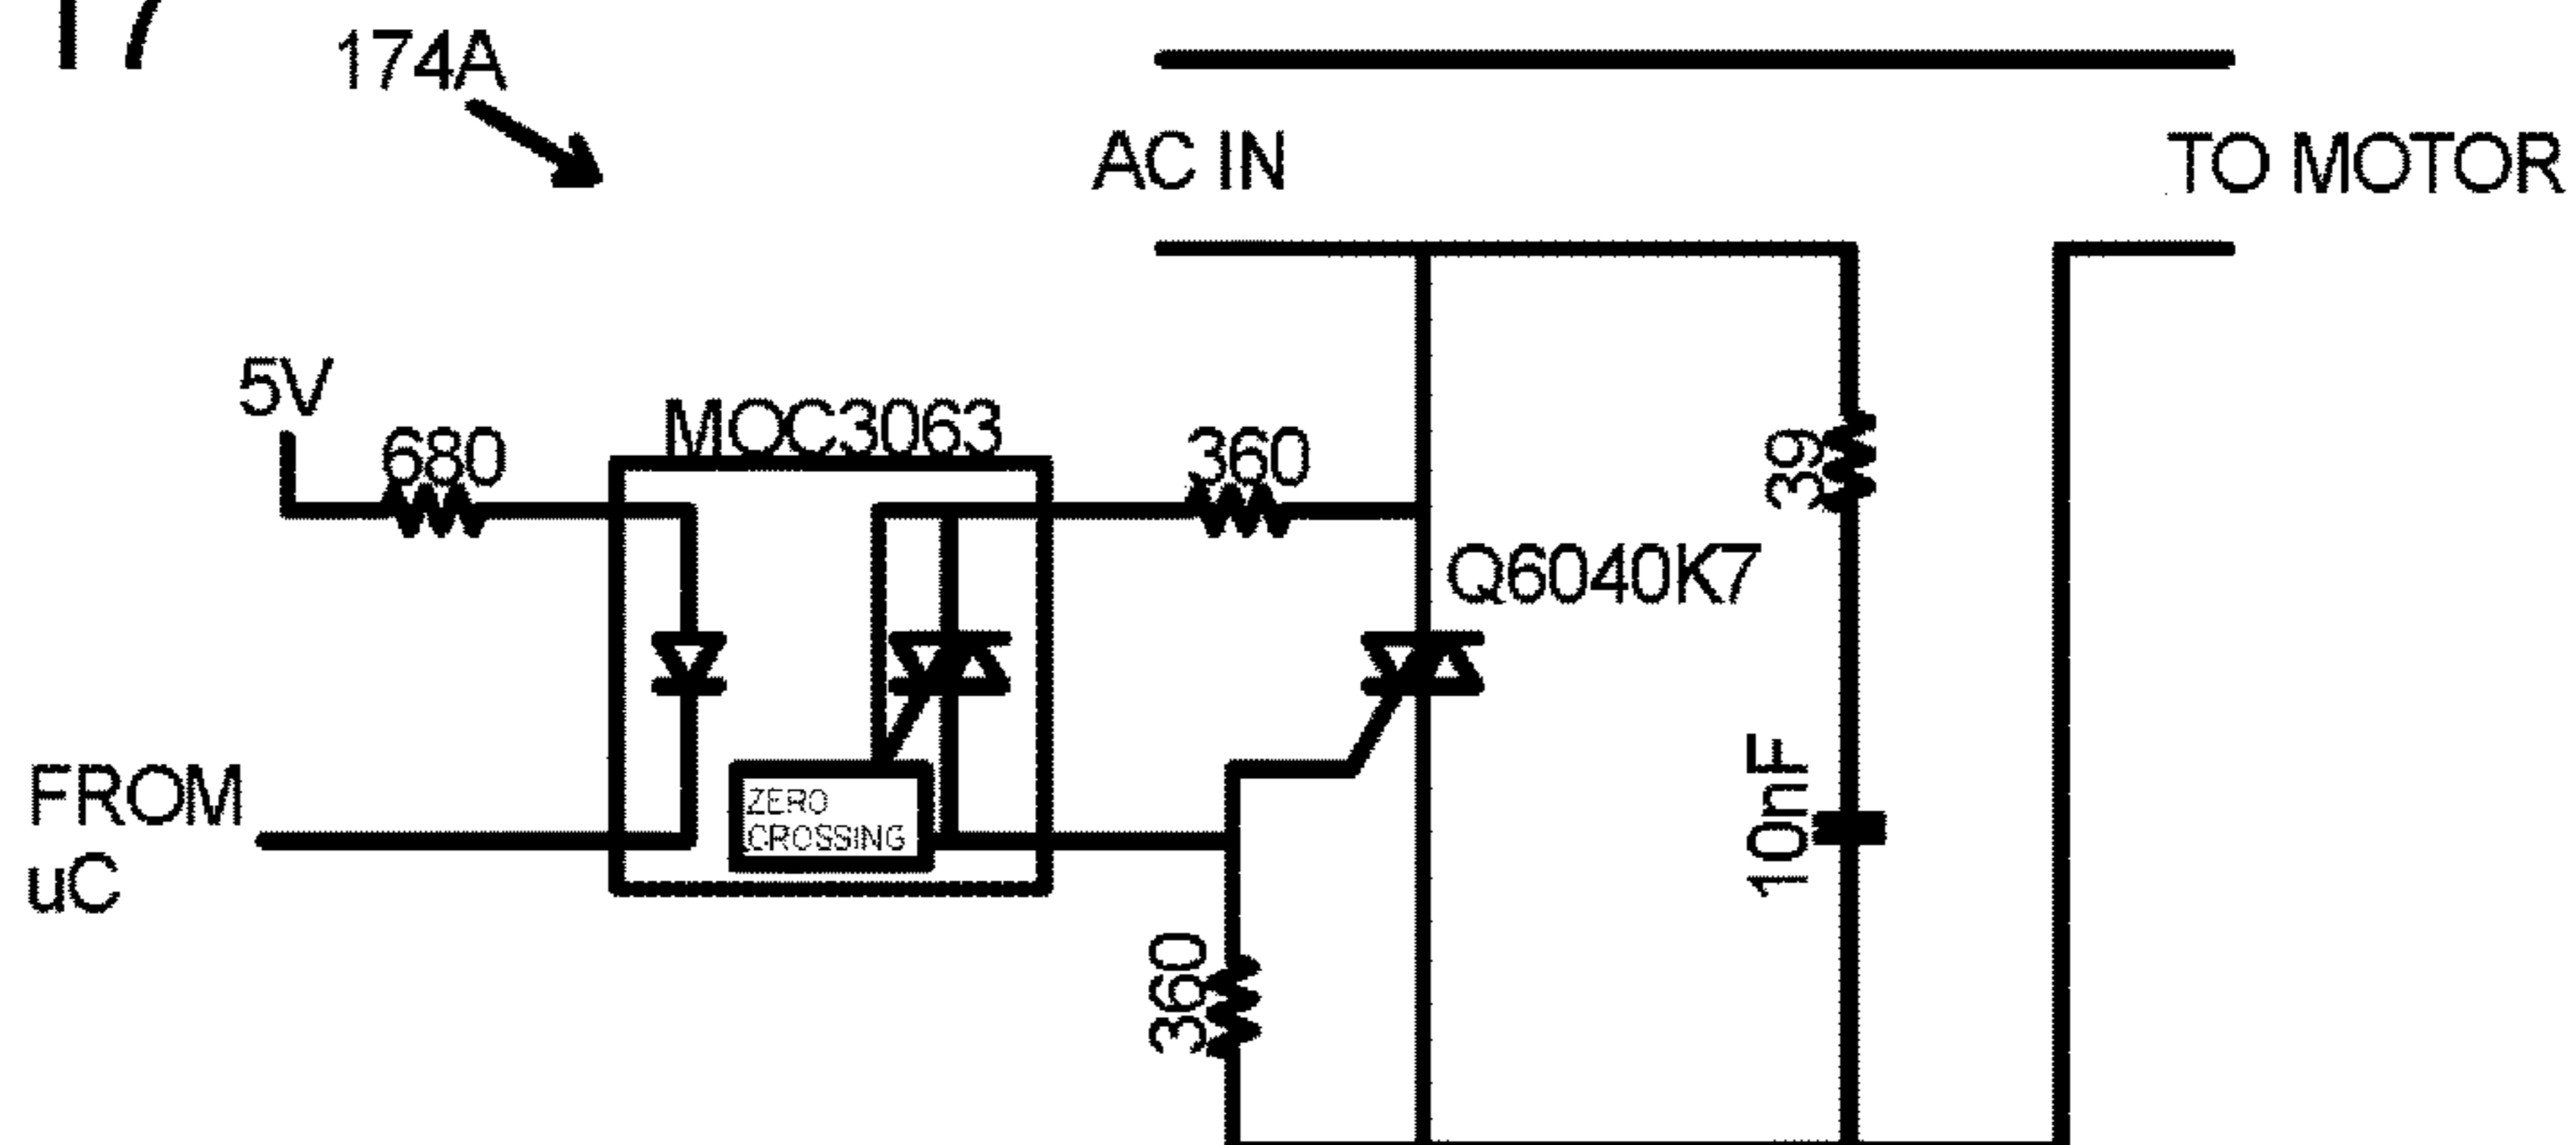 17
174A
AC IN
TO MOTOR
5V
680
MOC3063
360
39
Q6040K7
FROM
uC
ZERO
CROSSING
10nF
360